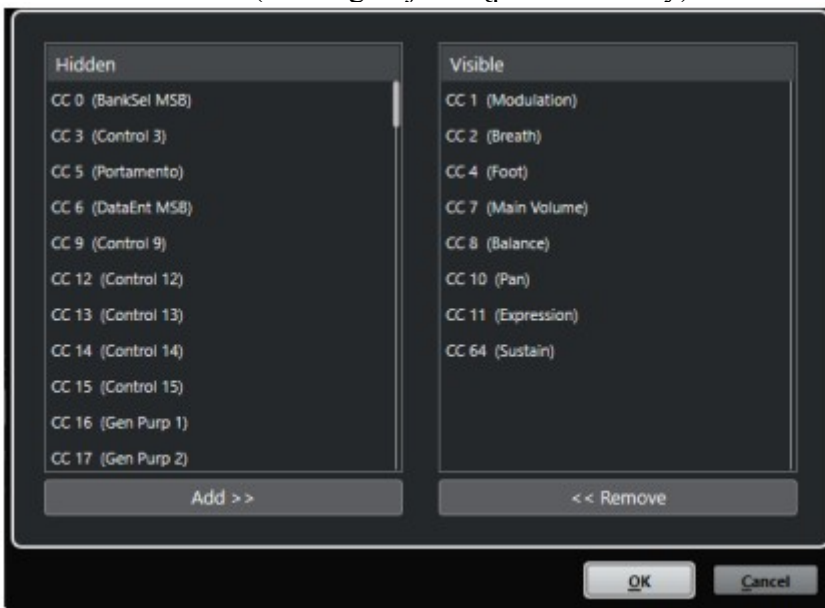 Hidden
CC 0 (BankSel MSB)
CC 3 (Control 3)
CC 5 (Portamento)
CC 6 (DataEnt MSB)
CC 9 (Control 9)
CC 12 (Control 12)
CC 13 (Control 13)
CC 14 (Control 14)
CC 15 (Control 15)
CC 16 (Gen Purp 1)
CC 17 (Gen Purp 2)
Add >>
Visible
CC 1 (Modulation)
CC 2 (Breath)
CC 4 (Foot)
CC 7 (Main Volume)
CC 8 (Balance)
CC 10 (Pan)
CC 11 (Expression)
CC 64 (Sustain)
<< Remove
OK
Cancel